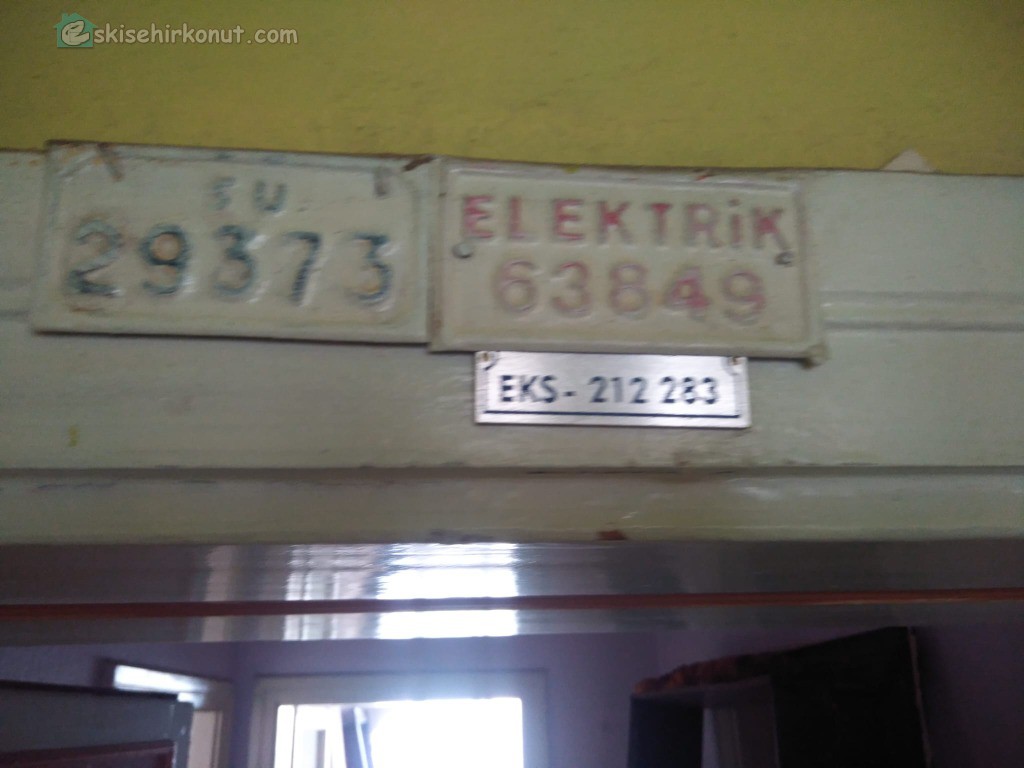 eskisehirkonut.com
SU
29373
ELEKTRİK
63849
EKS- 212 283